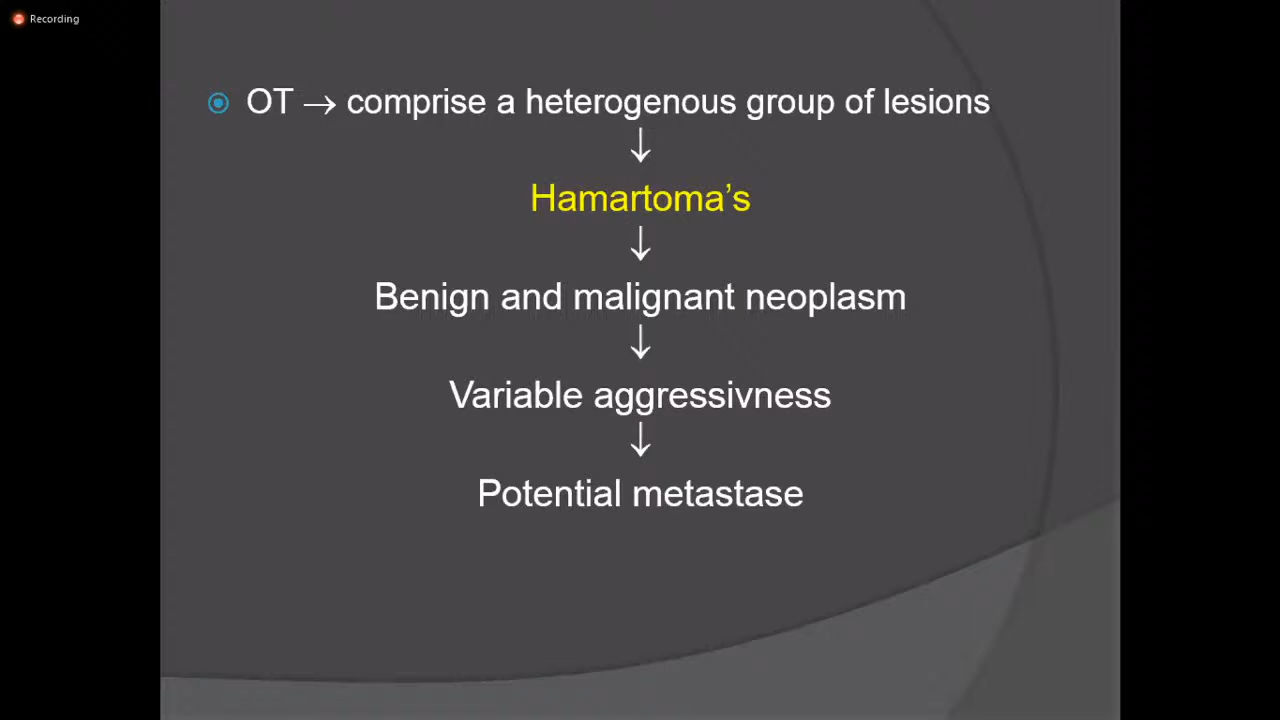 Recording
OT → comprise a heterogenous group of lesions
↓
Hamartoma's
↓
Benign and malignant neoplasm
↓
Variable aggressivness
↓
Potential metastase